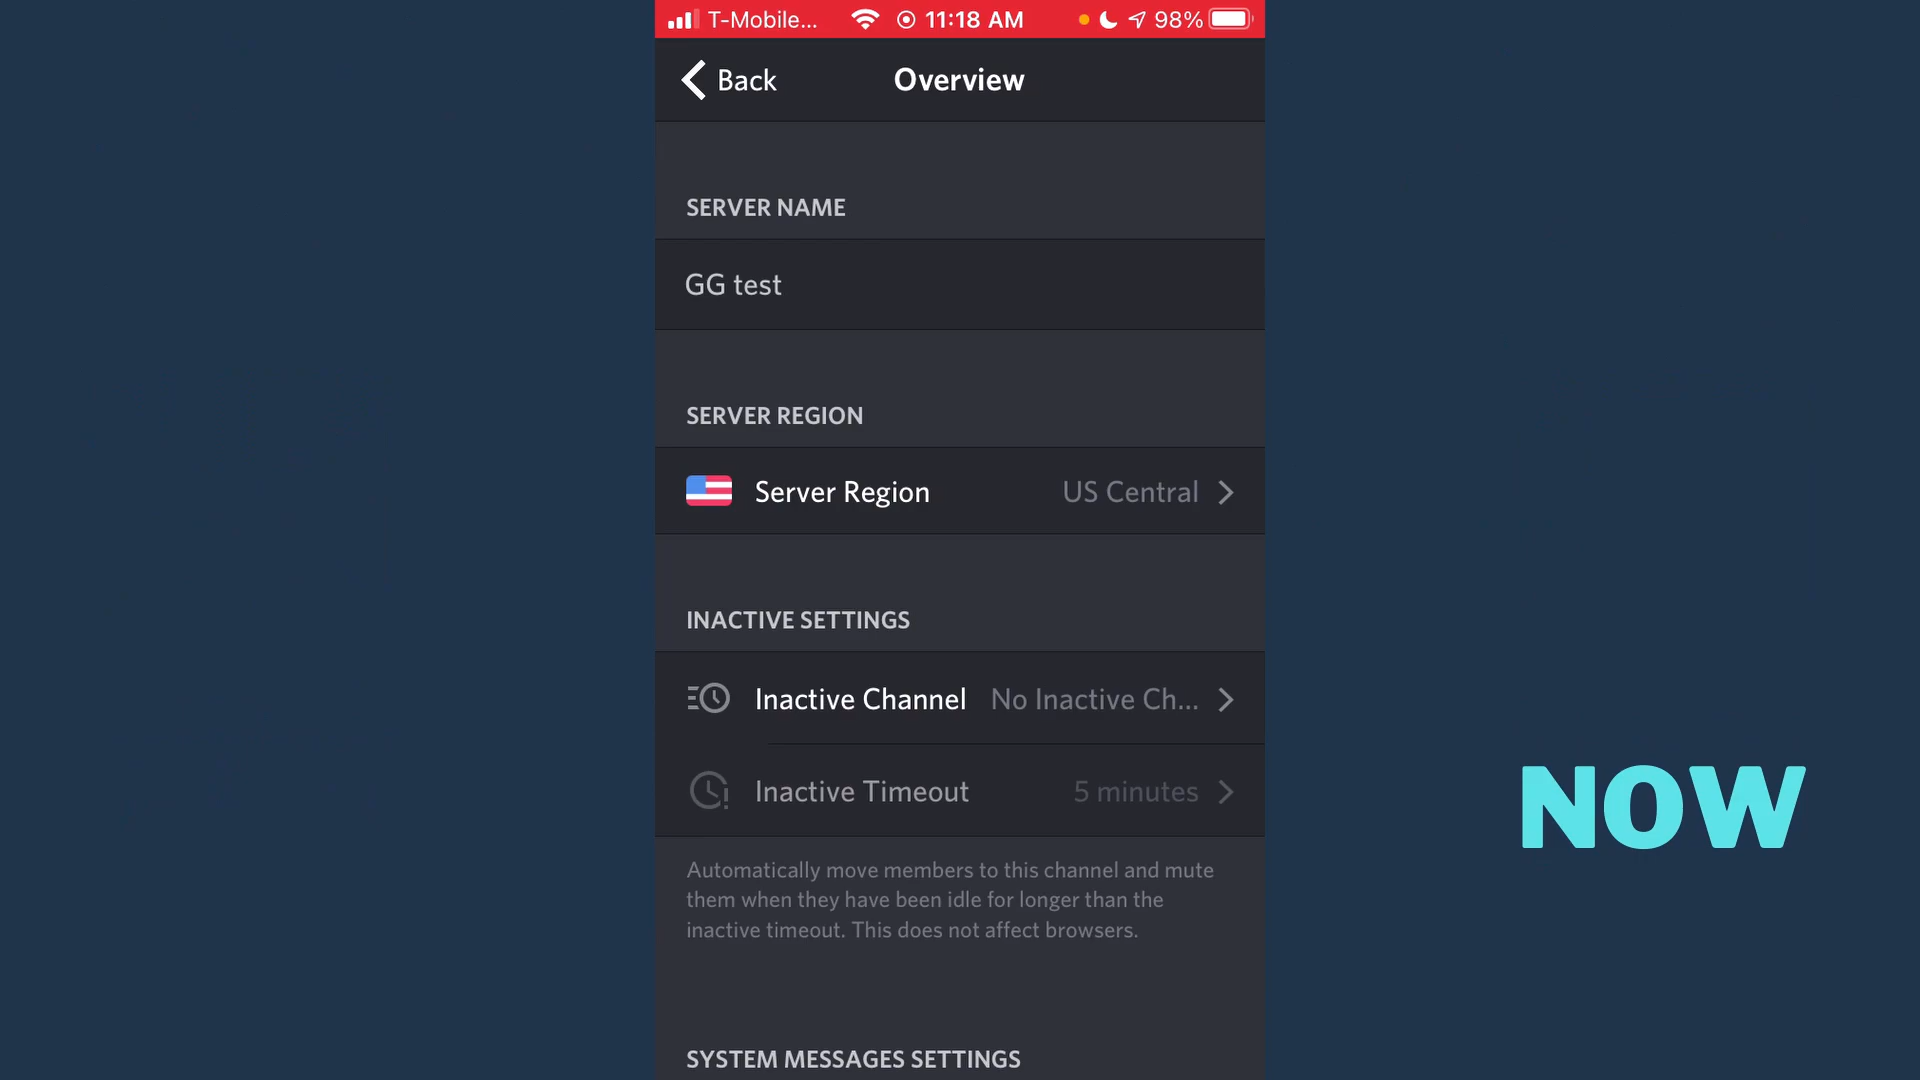 T-Mobile... 11:18 AM 98%
Back Overview
SERVER NAME
GG test
SERVER REGION
Server Region US Central
INACTIVE SETTINGS
Inactive Channel No Inactive Ch...
Inactive Timeout 5 minutes
Automatically move members to this channel and mute
them when they have been idle for longer than the
inactive timeout. This does not affect browsers.
SYSTEM MESSAGES SETTINGS
NOW